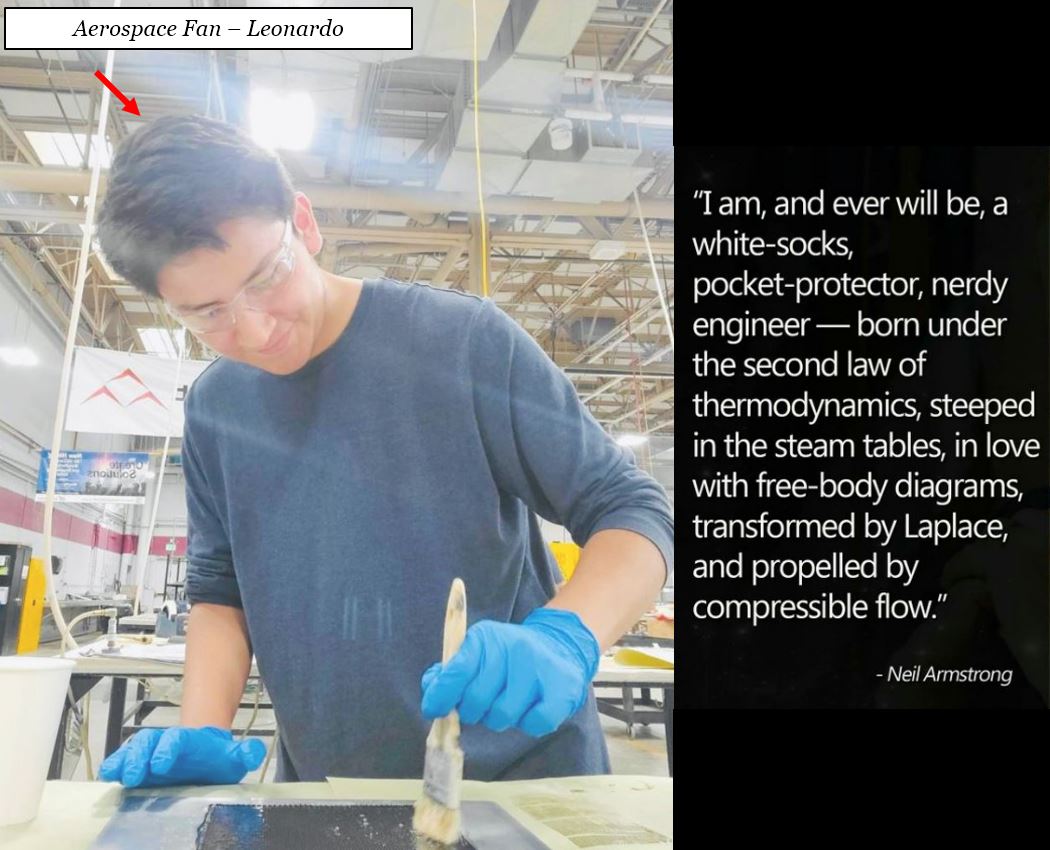 Aerospace Fan – Leonardo
“I am, and ever will be, a
white-socks,
pocket-protector, nerdy
engineer — born under
the second law of
thermodynamics, steeped
in the steam tables, in love
with free-body diagrams,
transformed by Laplace,
and propelled by
compressible flow.”
- Neil Armstrong
Create
Solutions